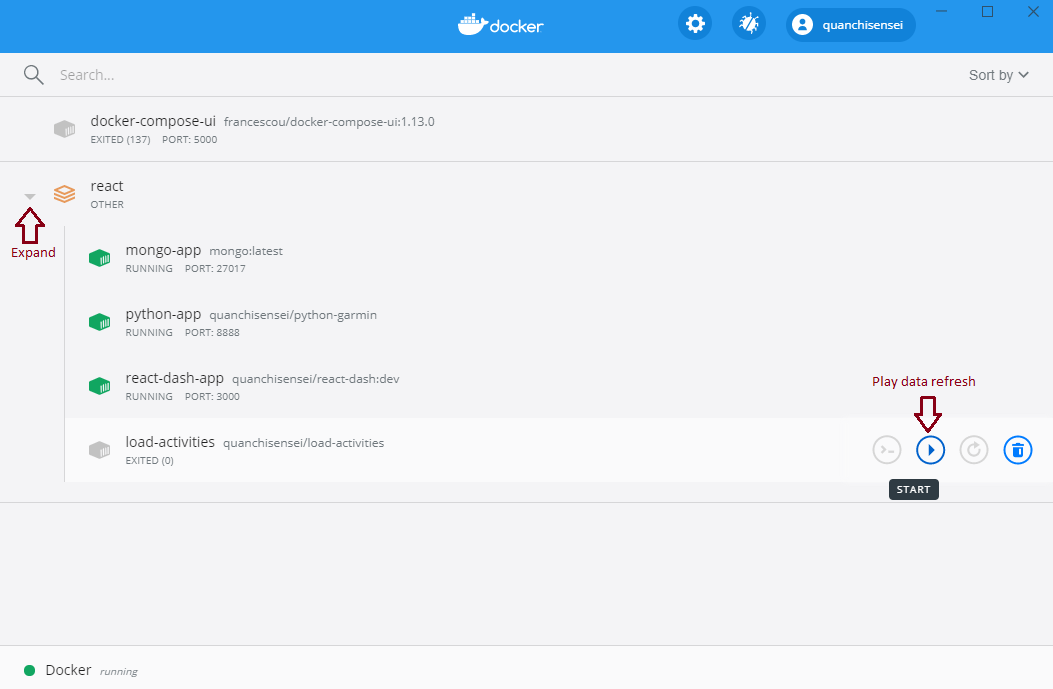 docker
quanchisensei
Search...
Sort by
docker-compose-ui francescou/docker-compose-ui:1.13.0
EXITED (137) PORT: 5000
react
OTHER
Expand
mongo-app mongo:latest
RUNNING PORT: 27017
python-app quanchisensei/python-garmin
RUNNING PORT: 8888
react-dash-app quanchisensei/react-dash:dev
RUNNING PORT: 3000
Play data refresh
load-activities quanchisensei/load-activities
EXITED (0)
START
Docker running